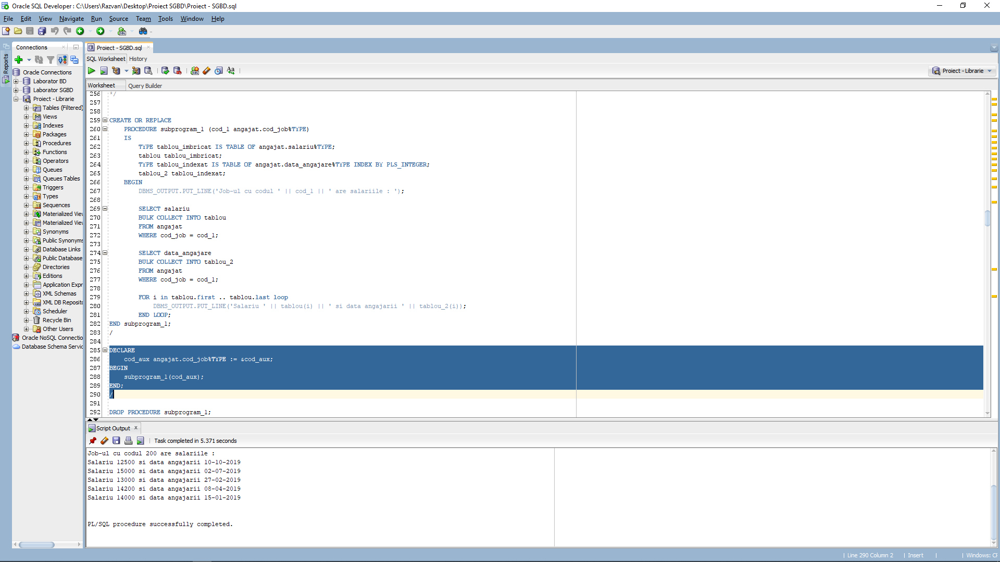 Oracle SQL Developer : C:\Users\Razvan\Desktop\Proiect SGBD\Proiect - SGBD.sql
File Edit View Navigate Run Source Team Tools Window Help
Reports
Connections
Oracle Connections
Laborator BD
Laborator SGBD
Proiect - Librarie
Tables (Filtered)
Views
Indexes
Packages
Procedures
Functions
Operators
Queues
Queues Tables
Triggers
Types
Sequences
Materialized Vie
Materialized Vie
Synonyms
Public Synonyms
Database Links
Public Database
Directories
Editions
Application Expr
XML Schemas
XML DB Reposito
Scheduler
Recycle Bin
Other Users
Oracle NoSQL Connectio
Database Schema Servic
Proiect - SGBD.sql
SQL Worksheet History
Proiect - Librarie
Worksheet Query Builder
256 */
257
258
259 CREATE OR REPLACE
260 PROCEDURE subprogram_1 (cod_1 angajat.cod_job%TYPE)
261 IS
262 TYPE tablou_imbricat IS TABLE OF angajat.salariu%TYPE;
263 tablou tablou_imbricat;
264 TYPE tablou_indexat IS TABLE OF angajat.data_angajare%TYPE INDEX BY PLS_INTEGER;
265 tablou_2 tablou_indexat;
266 BEGIN
267 DBMS_OUTPUT.PUT_LINE('Job-ul cu codul ' || cod_1 || ' are salariile : ');
268
269 SELECT salariu
270 BULK COLLECT INTO tablou
271 FROM angajat
272 WHERE cod_job = cod_1;
273
274 SELECT data_angajare
275 BULK COLLECT INTO tablou_2
276 FROM angajat
277 WHERE cod_job = cod_1;
278
279 FOR i in tablou.first .. tablou.last loop
280 DBMS_OUTPUT.PUT_LINE('Salariu ' || tablou(i) || ' si data angajarii ' || tablou_2(i));
281 END LOOP;
282 END subprogram_1;
283 /
284
285 DECLARE
286 cod_aux angajat.cod_job%TYPE := &cod_aux;
287 BEGIN
288 subprogram_1(cod_aux);
289 END;
290 /
291
292 DROP PROCEDURE subprogram_1;
Script Output
Task completed in 5.371 seconds
Job-ul cu codul 200 are salariile :
Salariu 12500 si data angajarii 10-10-2019
Salariu 15000 si data angajarii 02-07-2019
Salariu 13000 si data angajarii 27-02-2019
Salariu 14200 si data angajarii 08-04-2019
Salariu 14000 si data angajarii 15-01-2019
PL/SQL procedure successfully completed.
Line 290 Column 2 Insert Windows: CF